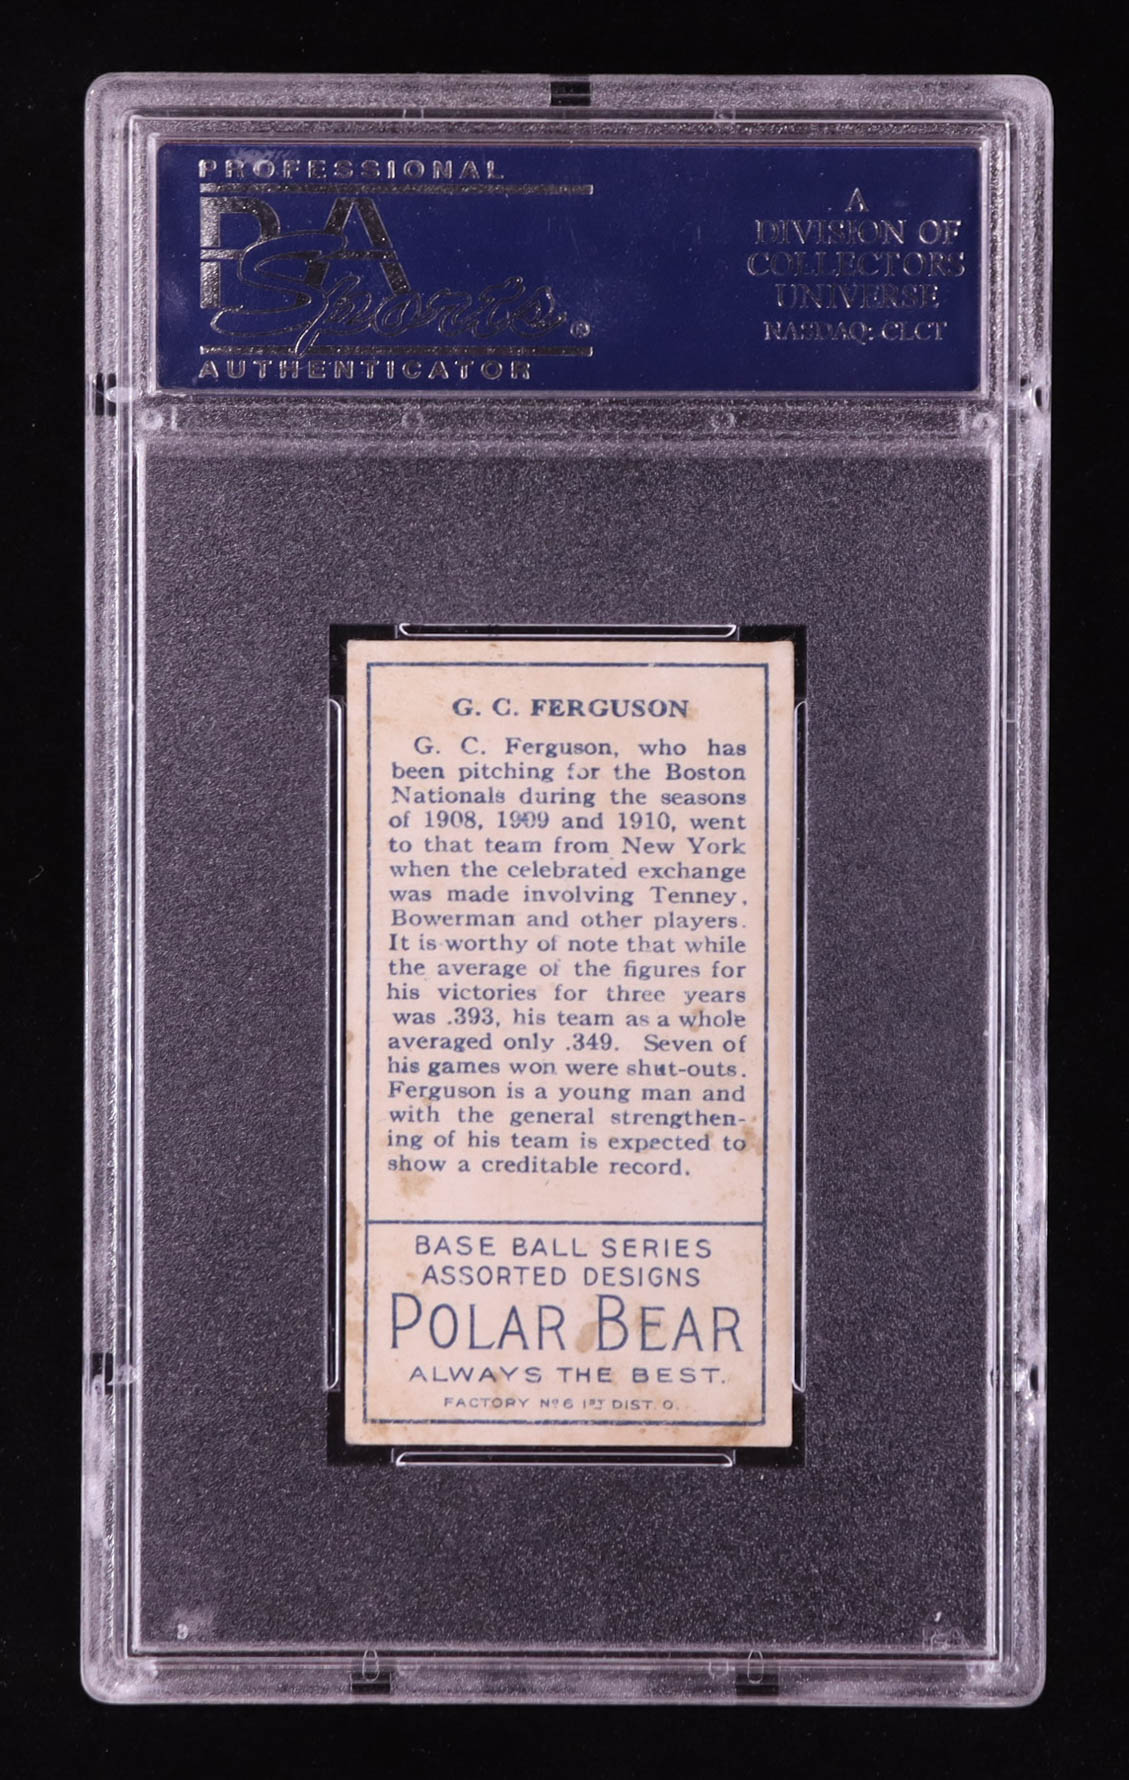 PROFESSIONAL
PSA
Sports®
AUTHENTICATOR
A
DIVISION OF
COLLECTORS
UNIVERSE
NASDAQ: CLCT
G. C. FERGUSON
G. C. Ferguson, who has
been pitching for the Boston
Nationals during the seasons
of 1908, 1909 and 1910, went
to that team from New York
when the celebrated exchange
was made involving Tenney,
Bowerman and other players.
It is worthy of note that while
the average of the figures for
his victories for three years
was .393, his team as a whole
averaged only .349. Seven of
his games won were shut-outs.
Ferguson is a young man and
with the general strengthen-
ing of his team is expected to
show a creditable record.
BASE BALL SERIES
ASSORTED DESIGNS
POLAR BEAR
ALWAYS THE BEST.
FACTORY Nº 6 1ST DIST. O.